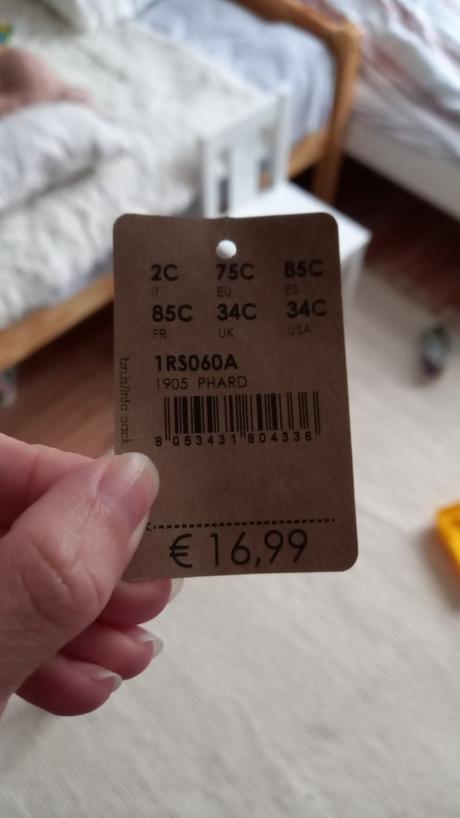 2C 75C 85C
IT EU ES
85C 34C 34C
FR UK USA
1RS060A
1905 PHARD
8 053431 804336
€ 16,99